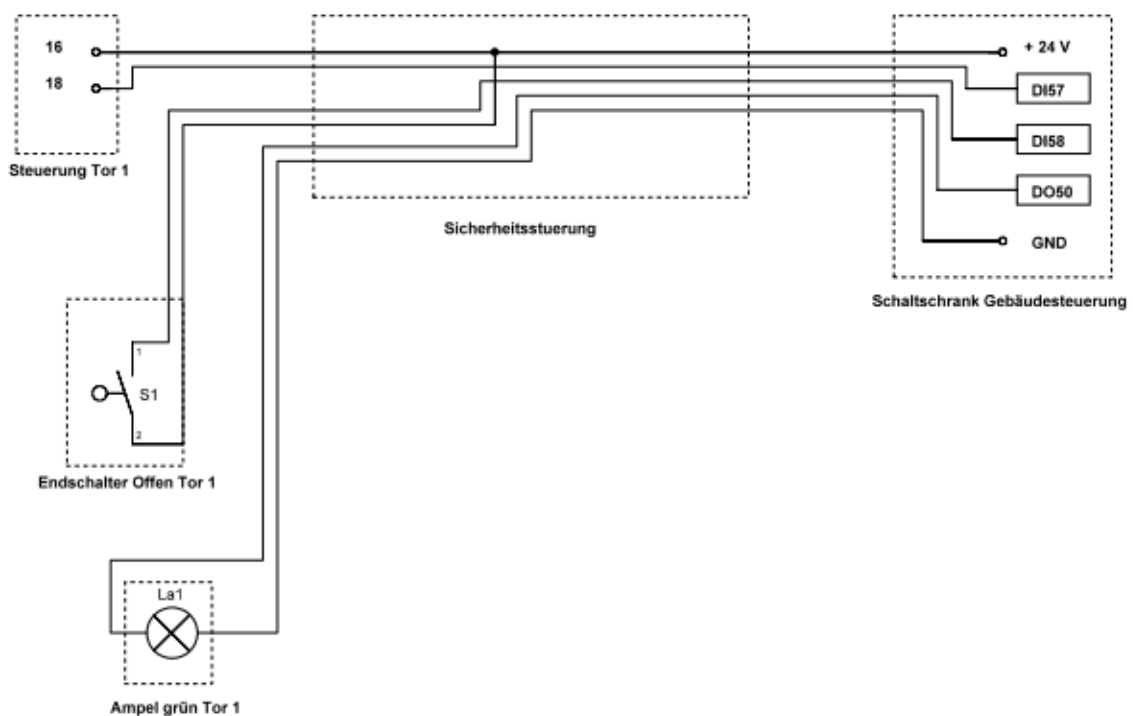 16
18
Steuerung Tor 1
Sicherheitsstuerung
+ 24 V
DI57
DI58
DO50
GND
Schaltschrank Gebäudesteuerung
1
S1
2
Endschalter Offen Tor 1
La1
Ampel grün Tor 1